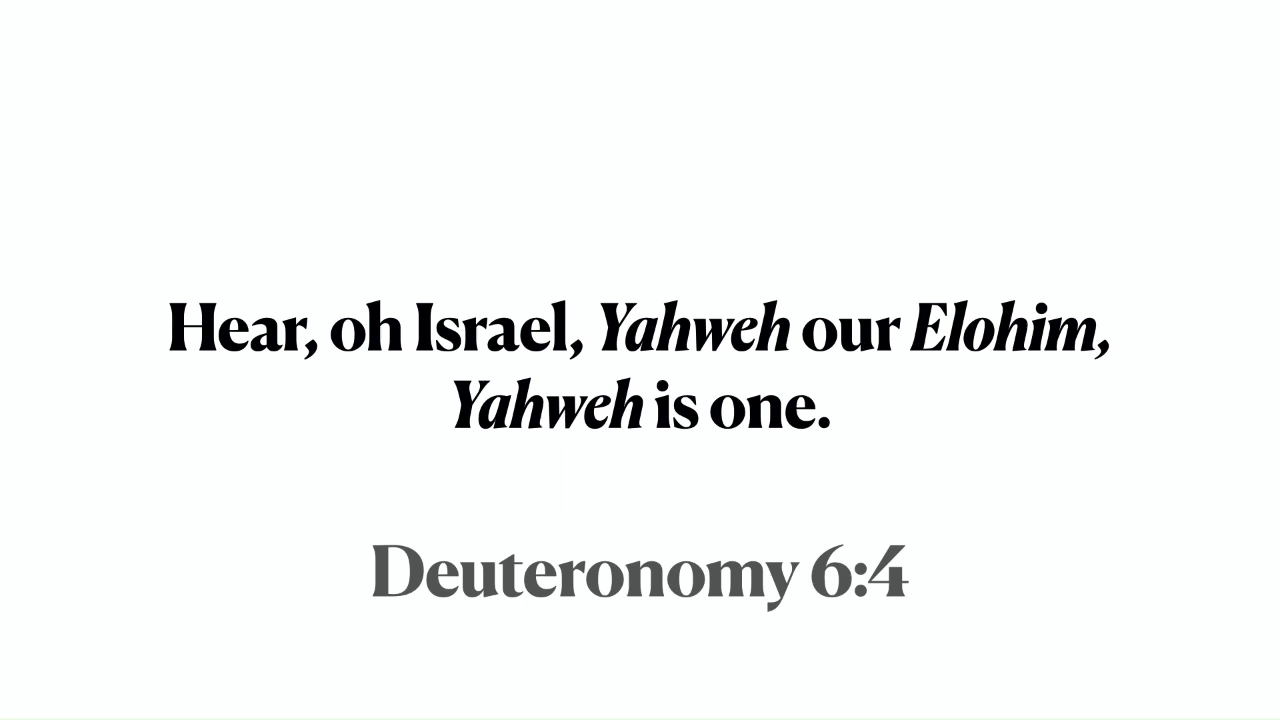 Hear, oh Israel, Yahweh our Elohim,
Yahweh is one.
Deuteronomy 6:4